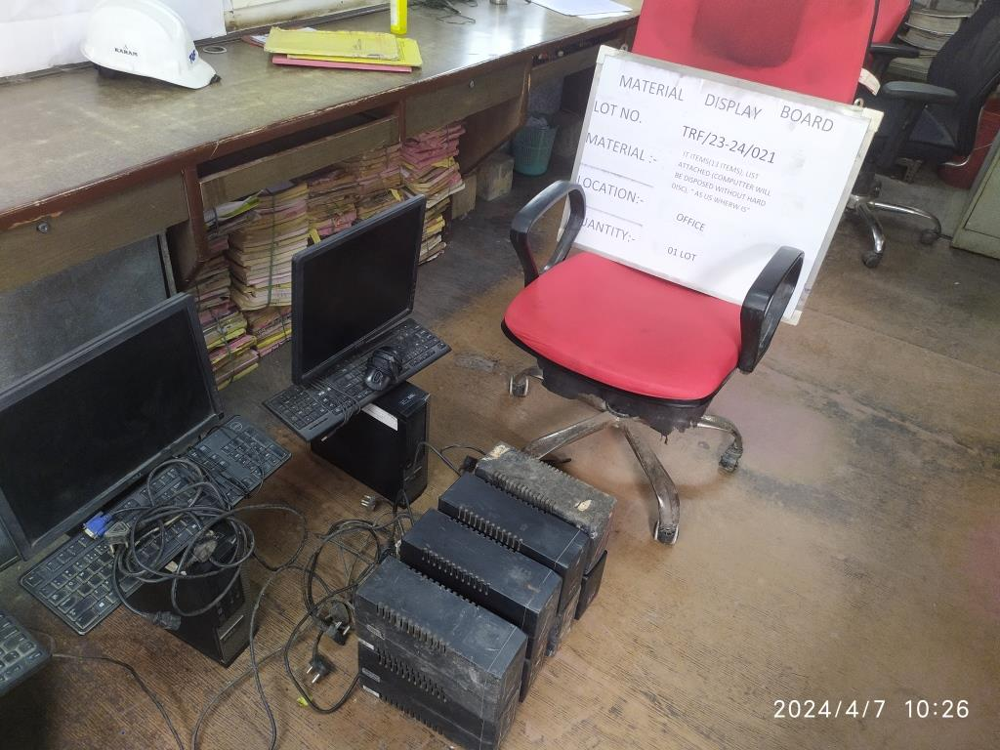 KARAM
MATERIAL DISPLAY BOARD
LOT NO. TRF/23-24/021
MATERIAL :- IT ITEMS(11 ITEMS), LIST
ATTACHED (COMPUTTER WILL
BE DISPOSED WITHOUT HARD
DISC). " AS US WHERW IS"
LOCATION:- OFFICE
QUANTITY:- 01 LOT
2024/4/7 10:26